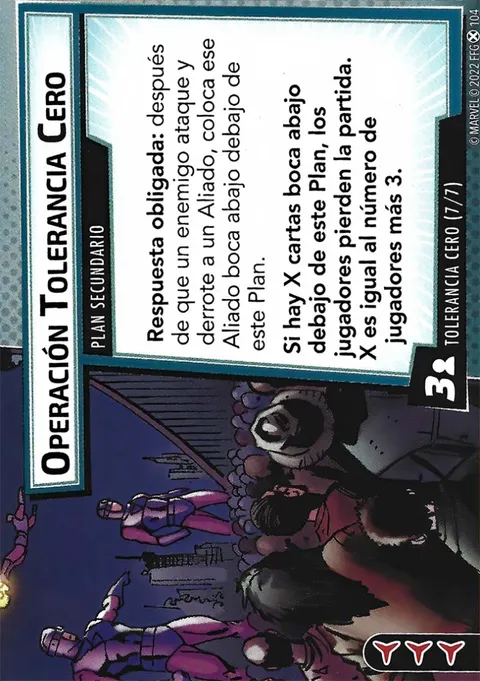 OPERACIÓN TOLERANCIA CERO
PLAN SECUNDARIO
Respuesta obligada: después
de que un enemigo ataque y
derrote a un Aliado, coloca ese
Aliado boca abajo debajo de
este Plan.
Si hay X cartas boca abajo
debajo de este Plan, los
jugadores pierden la partida.
X es igual al número de
jugadores más 3.
3
TOLERANCIA CERO (7/7)
© MARVEL © 2022 FFG 104